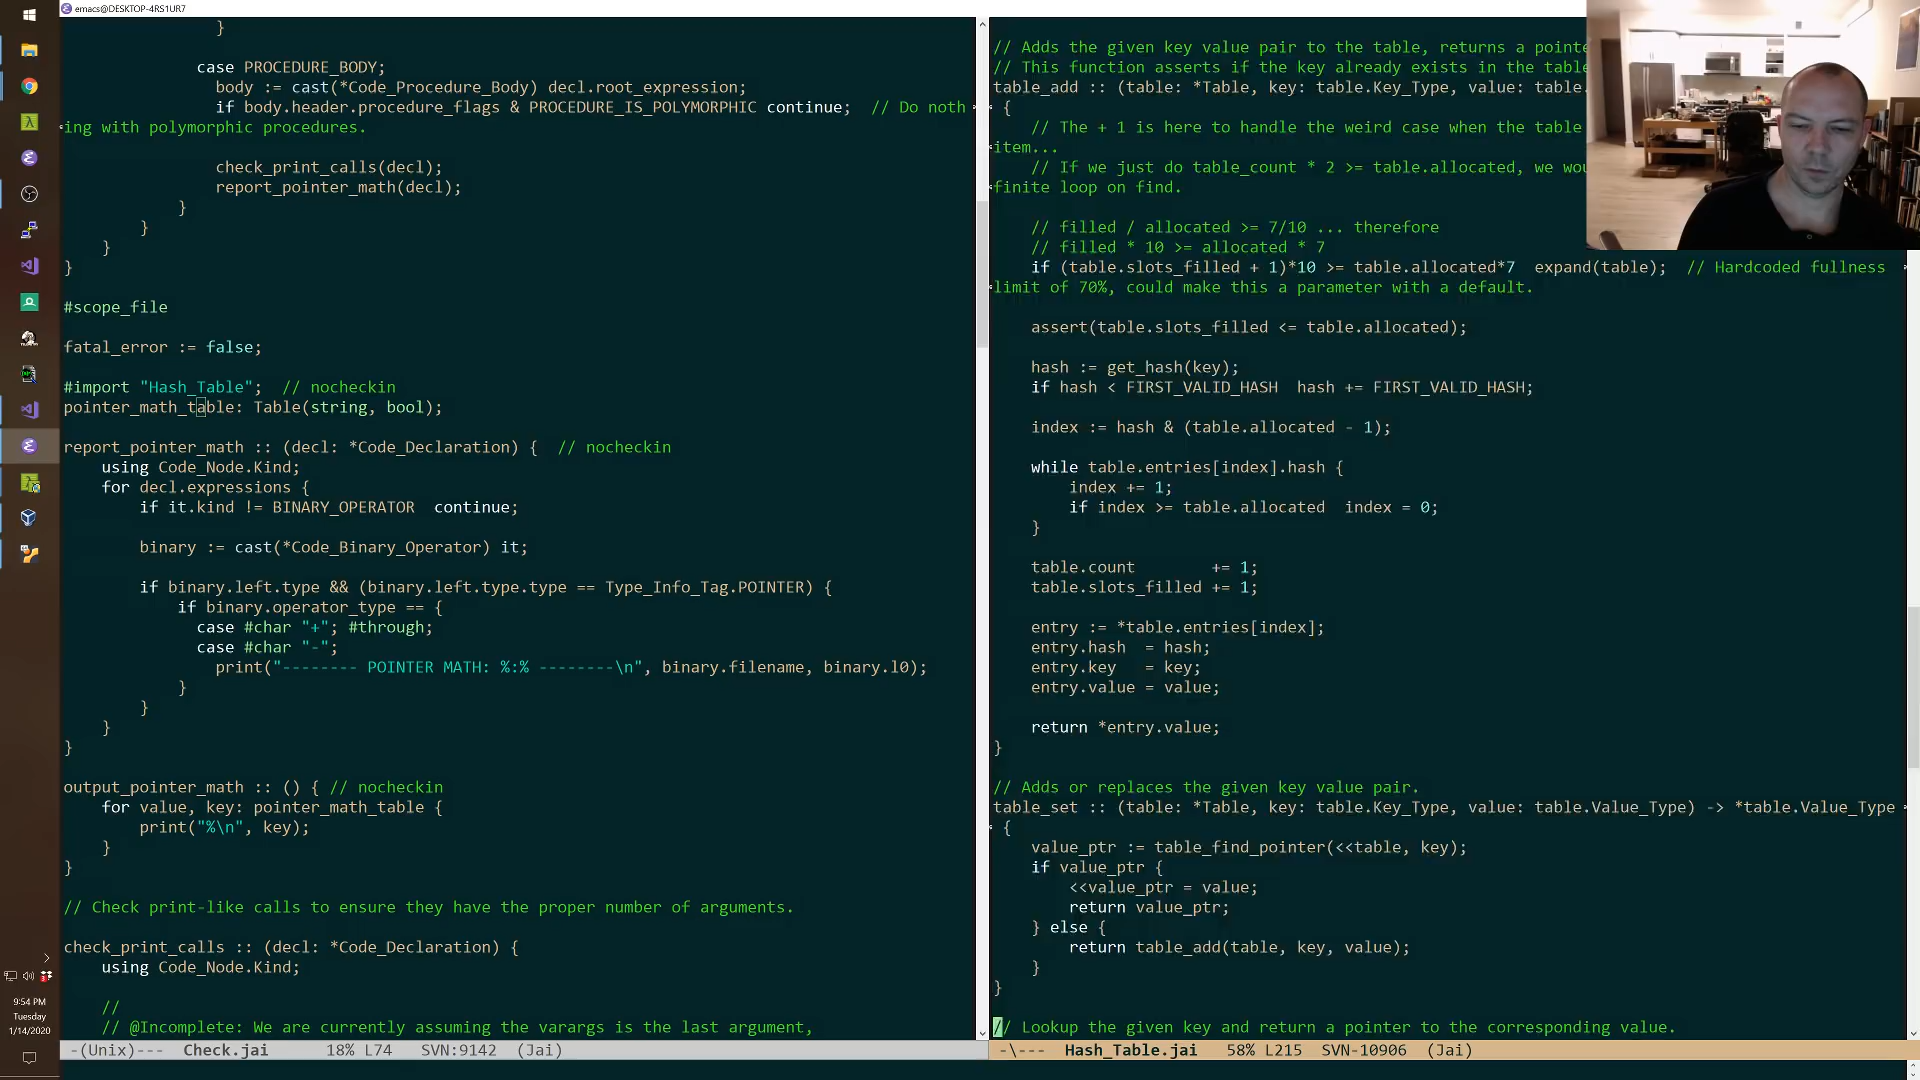 emacs@DESKTOP-4RS1UR7
}
case PROCEDURE_BODY;
body := cast(*Code_Procedure_Body) decl.root_expression;
if body.header.procedure_flags & PROCEDURE_IS_POLYMORPHIC continue;  // Do noth
ing with polymorphic procedures.
check_print_calls(decl);
report_pointer_math(decl);
}
}
}
}
#scope_file
fatal_error := false;
#import "Hash_Table";  // nocheckin
pointer_math_table: Table(string, bool);
report_pointer_math :: (decl: *Code_Declaration) {  // nocheckin
using Code_Node.Kind;
for decl.expressions {
if it.kind != BINARY_OPERATOR  continue;
binary := cast(*Code_Binary_Operator) it;
if binary.left.type && (binary.left.type.type == Type_Info_Tag.POINTER) {
if binary.operator_type == {
case #char "+"; #through;
case #char "-";
print("-------- POINTER MATH: %:% --------\n", binary.filename, binary.l0);
}
}
}
}
output_pointer_math :: () { // nocheckin
for value, key: pointer_math_table {
print("%\n", key);
}
}
// Check print-like calls to ensure they have the proper number of arguments.
check_print_calls :: (decl: *Code_Declaration) {
using Code_Node.Kind;
//
// @Incomplete: We are currently assuming the varargs is the last argument,
-(Unix)---  Check.jai  18% L74  SVN:9142  (Jai)
// Adds the given key value pair to the table, returns a pointe
// This function asserts if the key already exists in the table
table_add :: (table: *Table, key: table.Key_Type, value: table.
{
// The + 1 is here to handle the weird case when the table
item...
// If we just do table_count * 2 >= table.allocated, we wou
finite loop on find.
// filled / allocated >= 7/10 ... therefore
// filled * 10 >= allocated * 7
if (table.slots_filled + 1)*10 >= table.allocated*7  expand(table);  // Hardcoded fullness
limit of 70%, could make this a parameter with a default.
assert(table.slots_filled <= table.allocated);
hash := get_hash(key);
if hash < FIRST_VALID_HASH  hash += FIRST_VALID_HASH;
index := hash & (table.allocated - 1);
while table.entries[index].hash {
index += 1;
if index >= table.allocated  index = 0;
}
table.count        += 1;
table.slots_filled += 1;
entry := *table.entries[index];
entry.hash  = hash;
entry.key   = key;
entry.value = value;
return *entry.value;
}
// Adds or replaces the given key value pair.
table_set :: (table: *Table, key: table.Key_Type, value: table.Value_Type) -> *table.Value_Type
{
value_ptr := table_find_pointer(<<table, key);
if value_ptr {
<<value_ptr = value;
return value_ptr;
} else {
return table_add(table, key, value);
}
}
// Lookup the given key and return a pointer to the corresponding value.
-\---  Hash_Table.jai  58% L215  SVN-10906  (Jai)
9:54 PM
Tuesday
1/14/2020